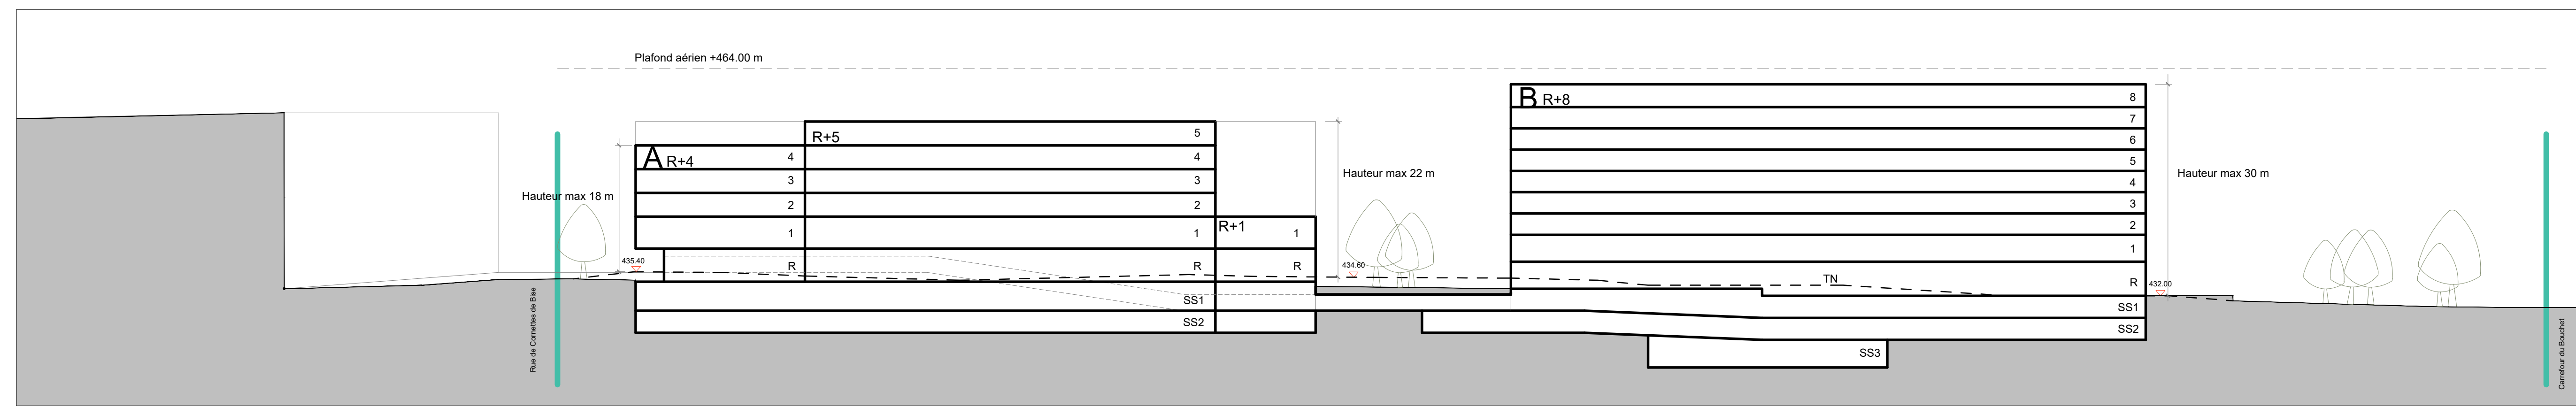 Plafond aérien +464.00 m
B R+8
8
7
6
5
4
3
2
1
R
SS1
SS2
SS3
R+5
5
4
3
2
1
R
SS1
SS2
A R+4
4
3
2
1
R
R+1
1
R
Hauteur max 18 m
Hauteur max 22 m
Hauteur max 30 m
435.40
434.60
432.00
TN
Rue de Cornettes de Bise
Carrefour du Bouchet